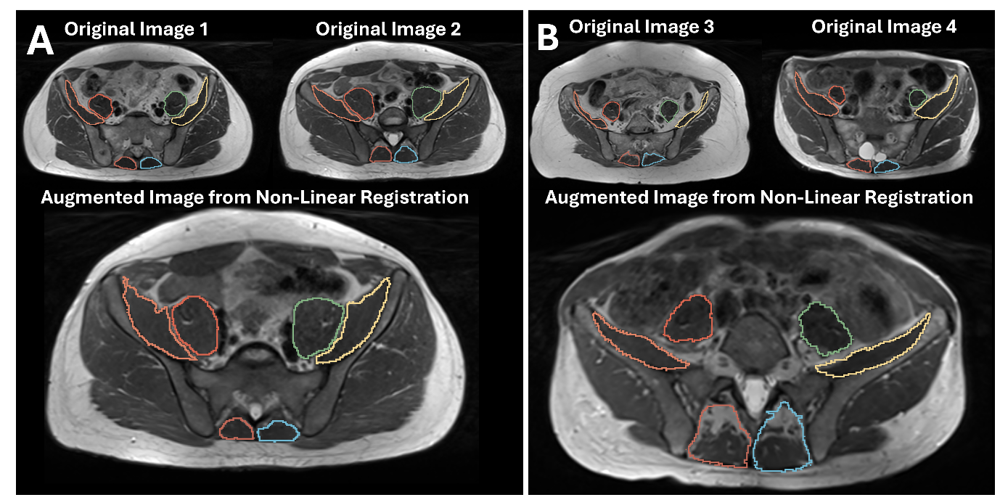 A
Original Image 1
Original Image 2
Augmented Image from Non-Linear Registration
B
Original Image 3
Original Image 4
Augmented Image from Non-Linear Registration